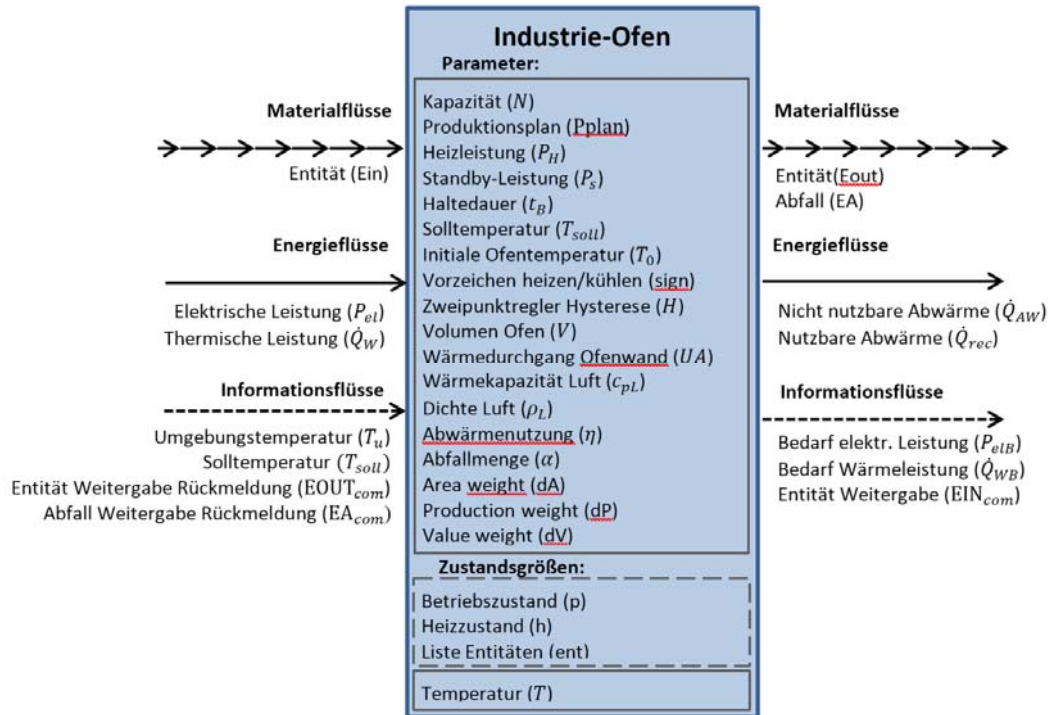 Industrie-Ofen
Parameter:
Kapazität (N)
Produktionsplan (Pplan)
Heizleistung (P_H)
Standby-Leistung (P_s)
Haltedauer (t_B)
Solltemperatur (T_soll)
Initiale Ofentemperatur (T_0)
Vorzeichen heizen/kühlen (sign)
Zweipunktregler Hysterese (H)
Volumen Ofen (V)
Wärmedurchgang Ofenwand (UA)
Wärmekapazität Luft (c_pL)
Dichte Luft (ρ_L)
Abwärmenutzung (η)
Abfallmenge (α)
Area weight (dA)
Production weight (dP)
Value weight (dV)
Zustandsgrößen:
Betriebszustand (p)
Heizzustand (h)
Liste Entitäten (ent)
Temperatur (T)
Materialflüsse
Entität (Ein)
Energieflüsse
Elektrische Leistung (P_el)
Thermische Leistung (Q̇_W)
Informationsflüsse
Umgebungstemperatur (T_u)
Solltemperatur (T_soll)
Entität Weitergabe Rückmeldung (EOUT_com)
Abfall Weitergabe Rückmeldung (EA_com)
Materialflüsse
Entität(Eout)
Abfall (EA)
Energieflüsse
Nicht nutzbare Abwärme (Q̇_AW)
Nutzbare Abwärme (Q̇_rec)
Informationsflüsse
Bedarf elektr. Leistung (P_elB)
Bedarf Wärmeleistung (Q̇_WB)
Entität Weitergabe (EIN_com)